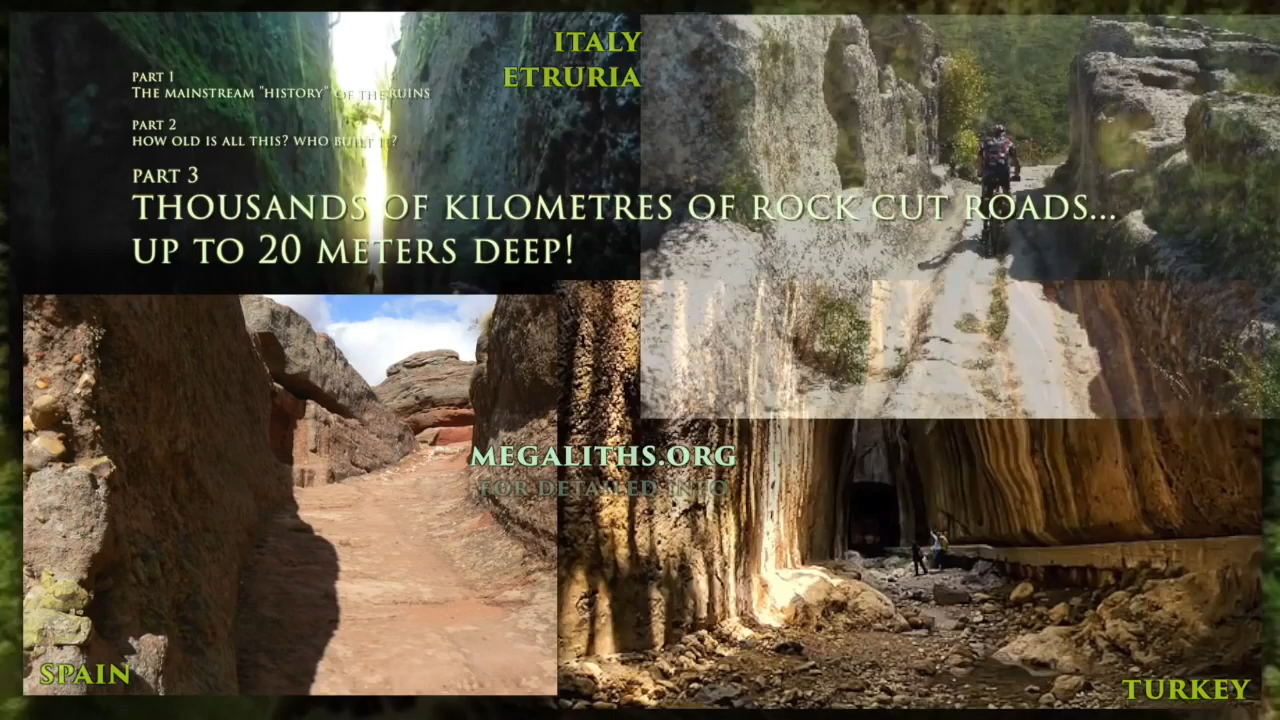 ITALY
ETRURIA
PART 1
THE MAINSTREAM "HISTORY" OF THE RUINS
PART 2
HOW OLD IS ALL THIS? WHO BUILT IT?
PART 3
THOUSANDS OF KILOMETRES OF ROCK CUT ROADS...
UP TO 20 METERS DEEP!
MEGALITHS.ORG
FOR DETAILED INFO
SPAIN
TURKEY